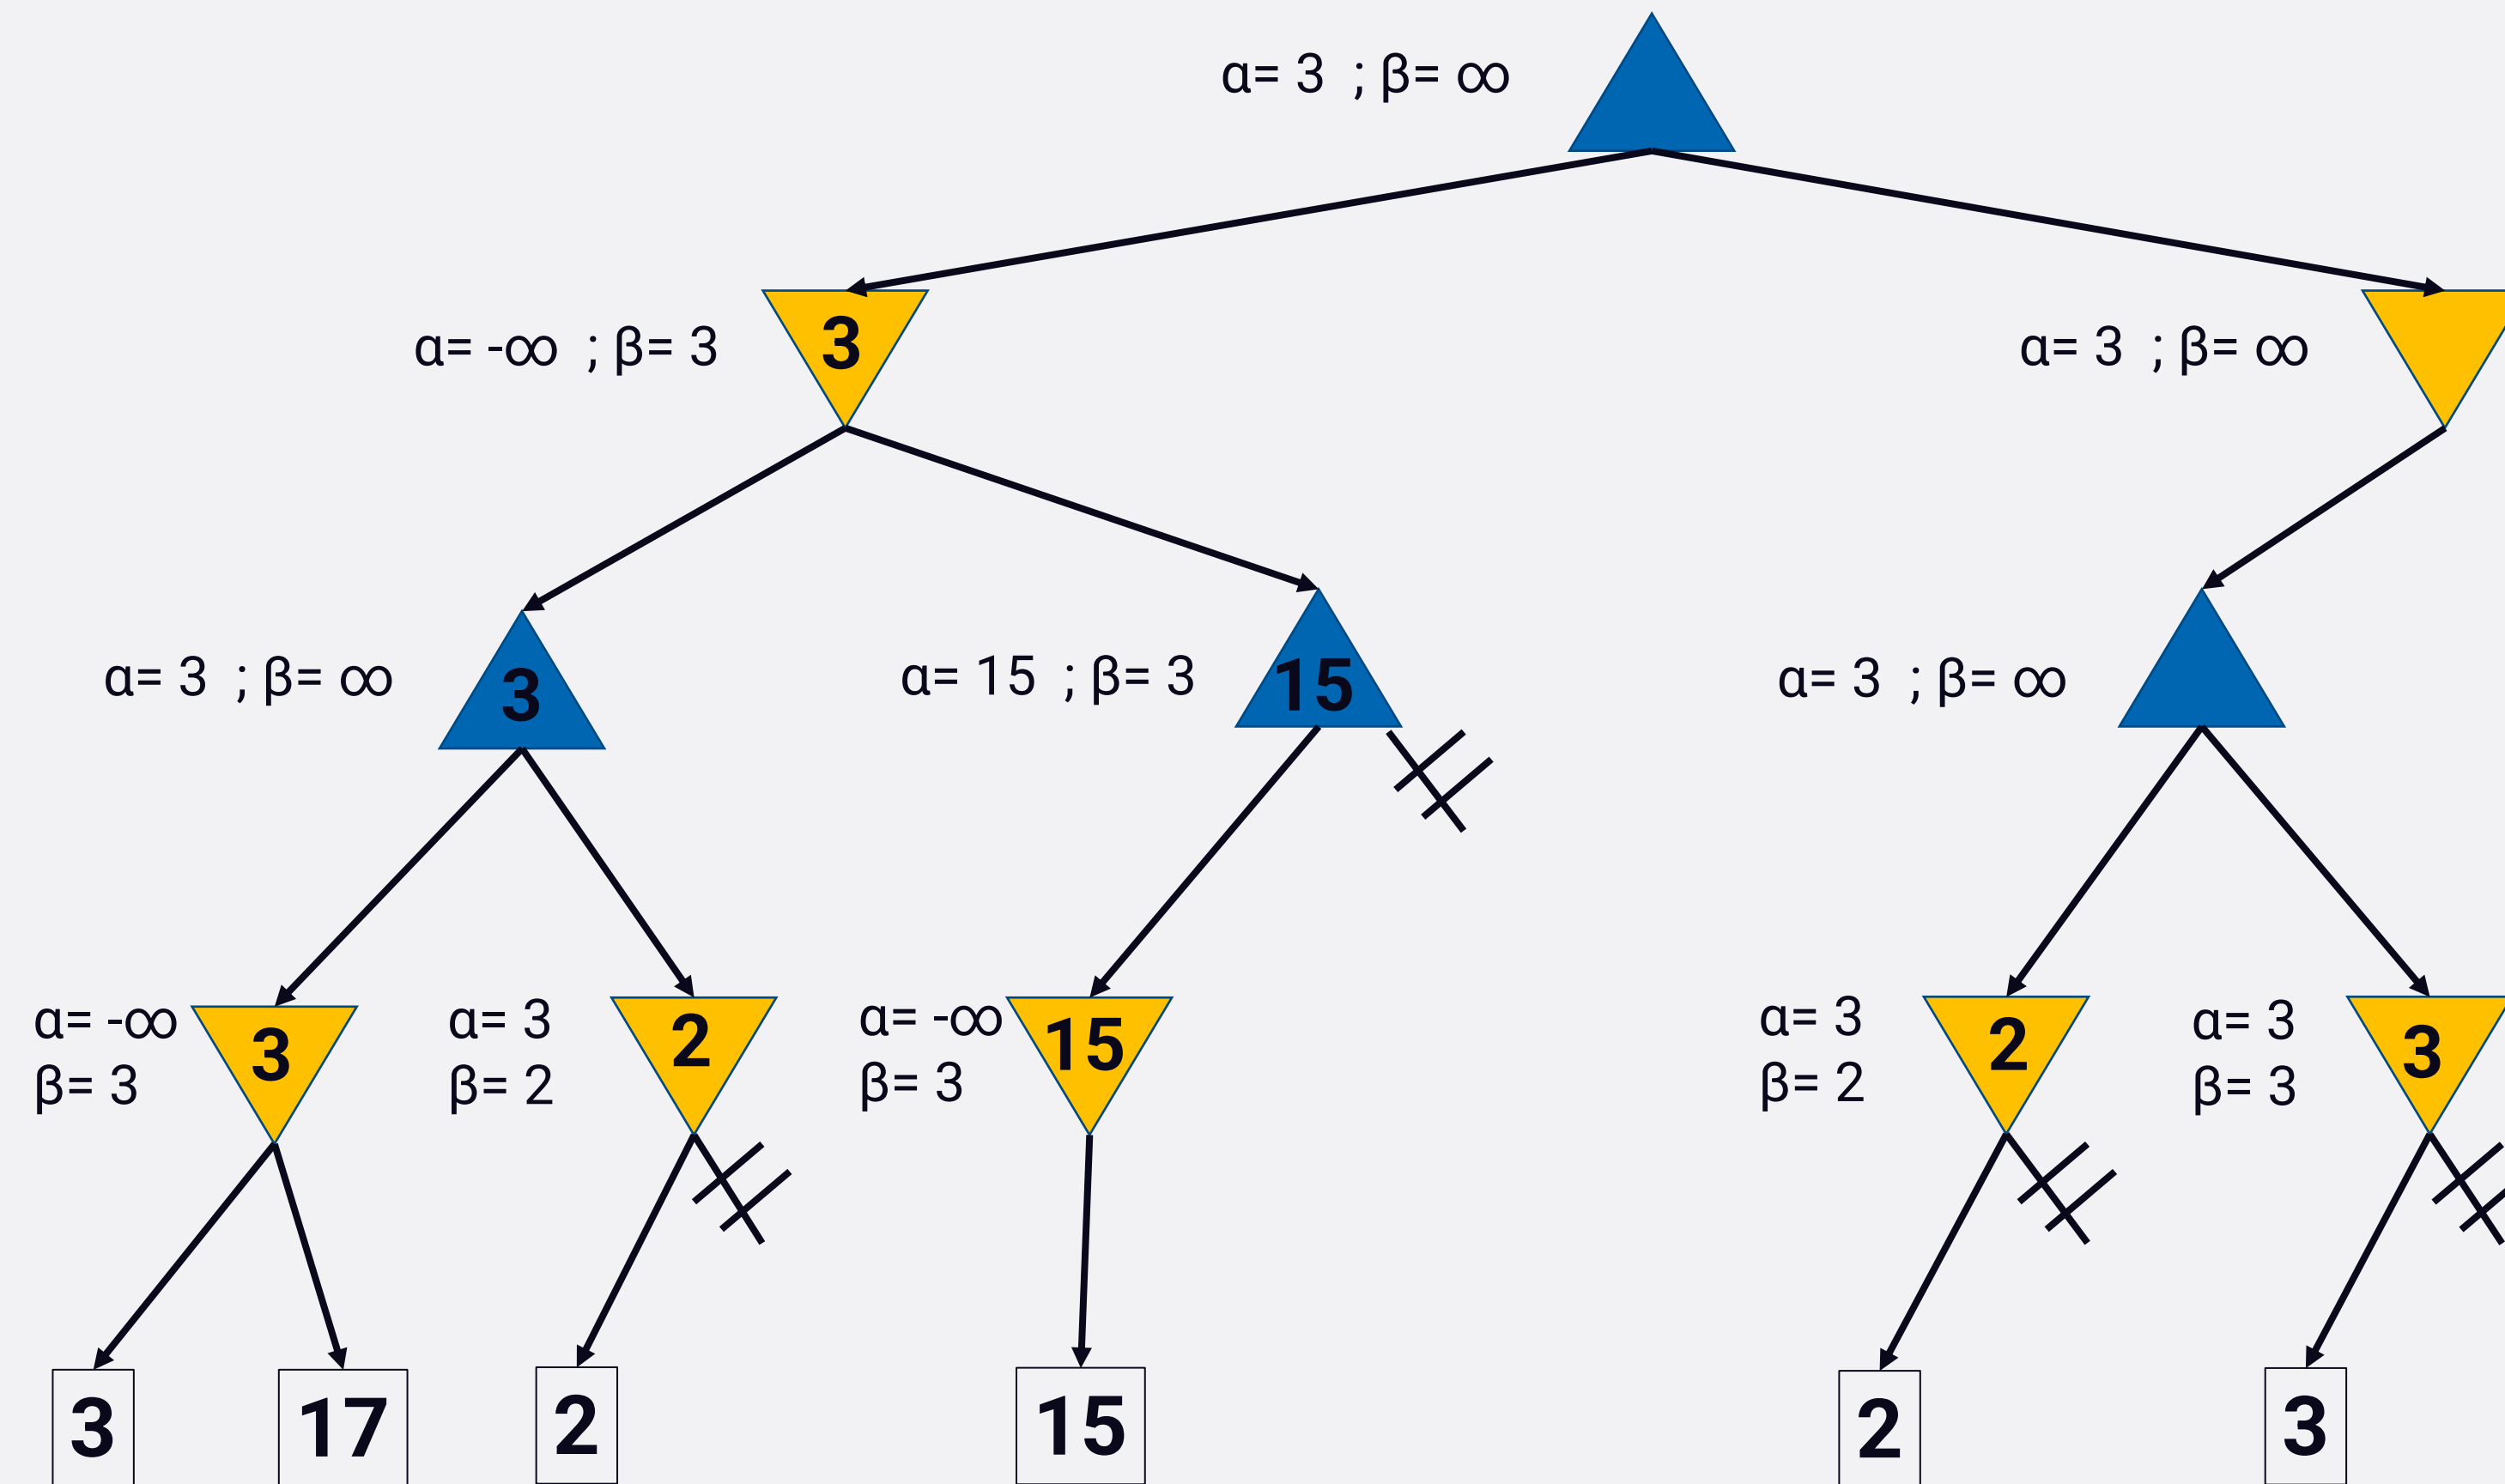 α= 3 ; β= ∞
3
α= -∞ ; β= 3
α= 3 ; β= ∞
3
α= 3 ; β= ∞
15
α= 15 ; β= 3
α= 3 ; β= ∞
α= -∞
β= 3
3
α= 3
β= 2
2
α= -∞
β= 3
15
α= 3
β= 2
2
α= 3
β= 3
3
3
17
2
15
2
3